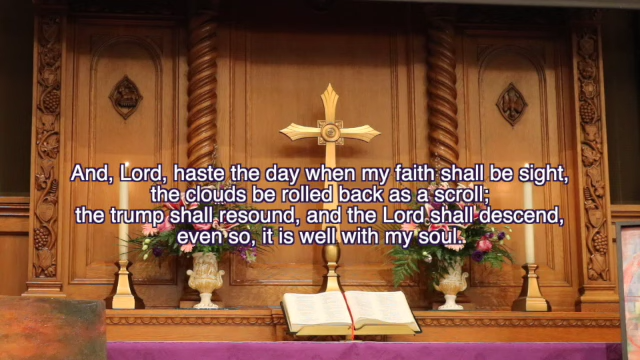 And, Lord, haste the day when my faith shall be sight,
the clouds be rolled back as a scroll;
the trump shall resound, and the Lord shall descend,
even so, it is well with my soul.